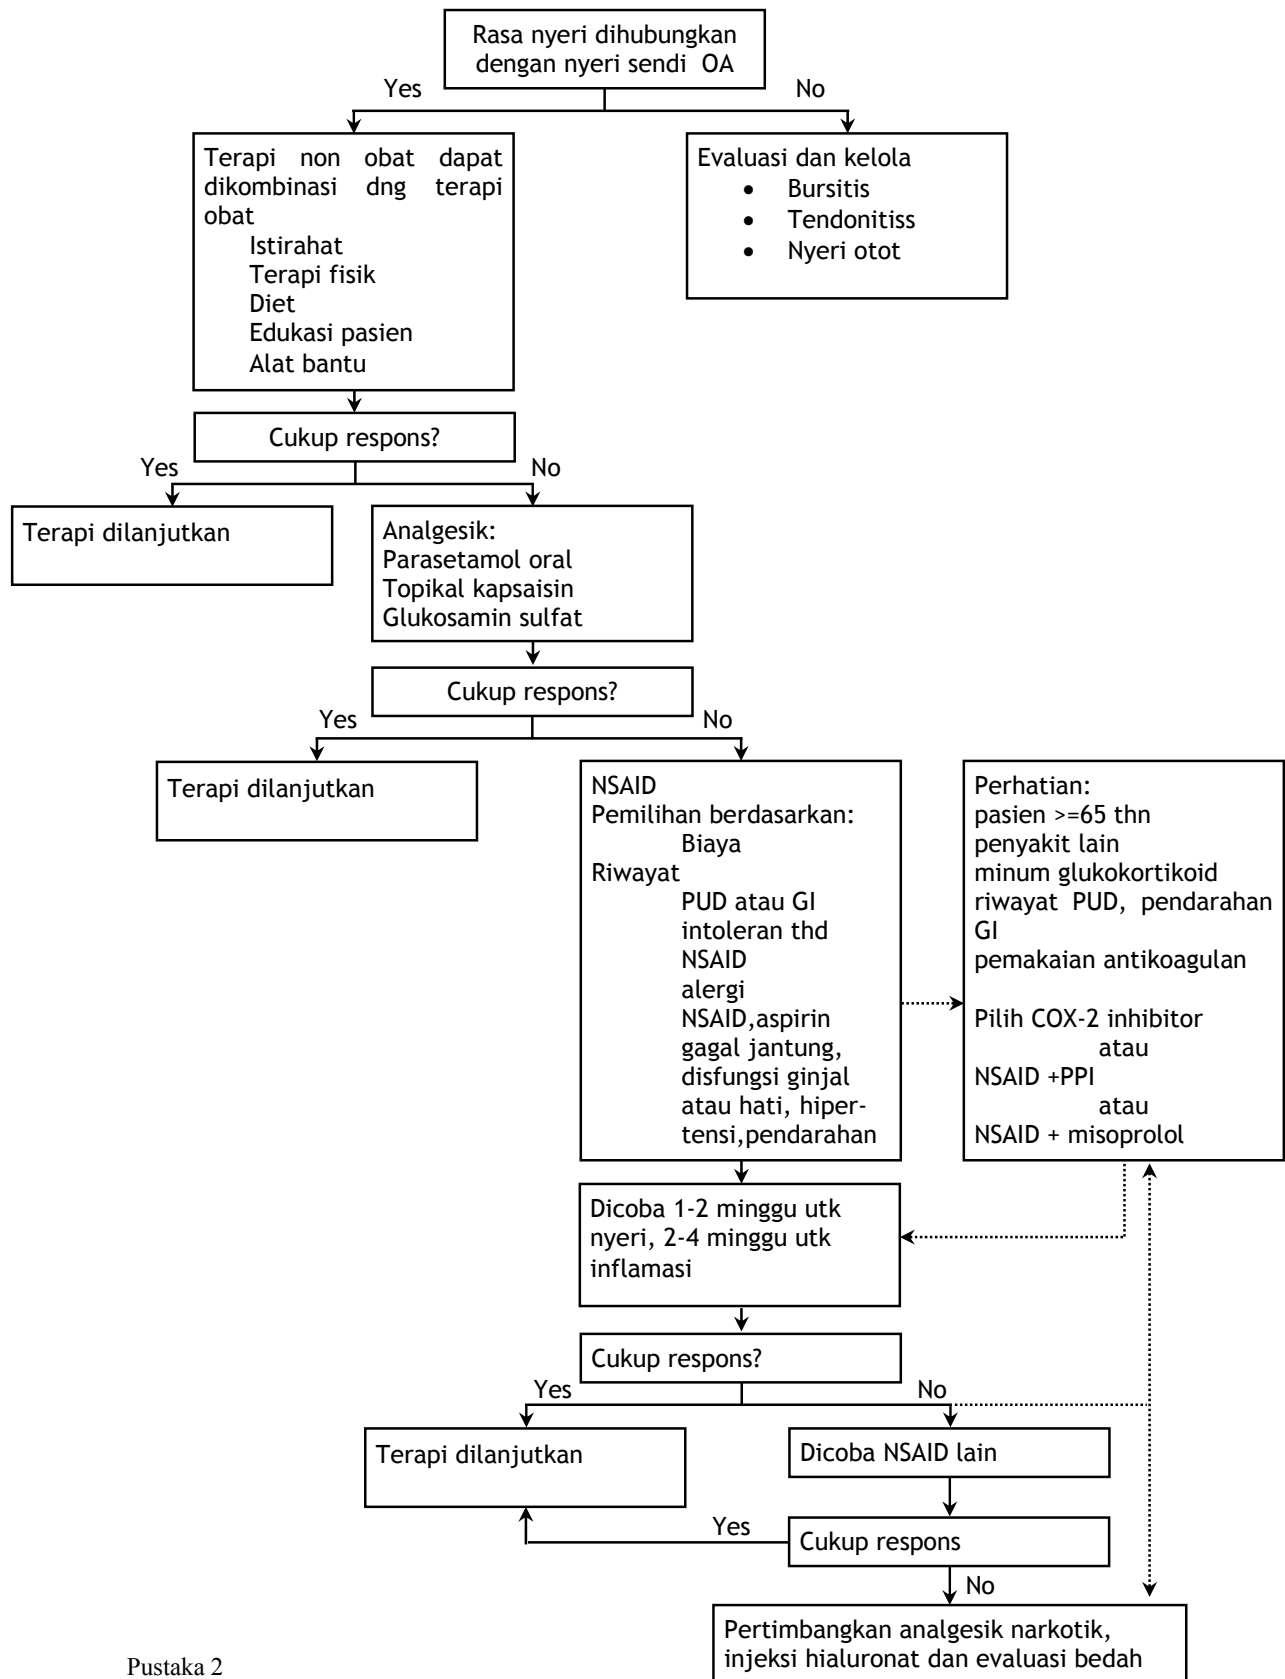 Rasa nyeri dihubungkan
dengan nyeri sendi OA
Yes
No
Terapi non obat dapat
dikombinasi dng terapi
obat
Istirahat
Terapi fisik
Diet
Edukasi pasien
Alat bantu
Evaluasi dan kelola
• Bursitis
• Tendonitiss
• Nyeri otot
Cukup respons?
Yes
No
Terapi dilanjutkan
Analgesik:
Parasetamol oral
Topikal kapsaisin
Glukosamin sulfat
Cukup respons?
Yes
No
Terapi dilanjutkan
NSAID
Pemilihan berdasarkan:
Biaya
Riwayat
PUD atau GI
intoleran thd
NSAID
alergi
NSAID,aspirin
gagal jantung,
disfungsi ginjal
atau hati, hiper-
tensi,pendarahan
Perhatian:
pasien >=65 thn
penyakit lain
minum glukokortikoid
riwayat PUD, pendarahan
GI
pemakaian antikoagulan
Pilih COX-2 inhibitor
atau
NSAID +PPI
atau
NSAID + misoprolol
Dicoba 1-2 minggu utk
nyeri, 2-4 minggu utk
inflamasi
Cukup respons?
Yes
No
Terapi dilanjutkan
Dicoba NSAID lain
Yes
Cukup respons
No
Pertimbangkan analgesik narkotik,
injeksi hialuronat dan evaluasi bedah
Pustaka 2